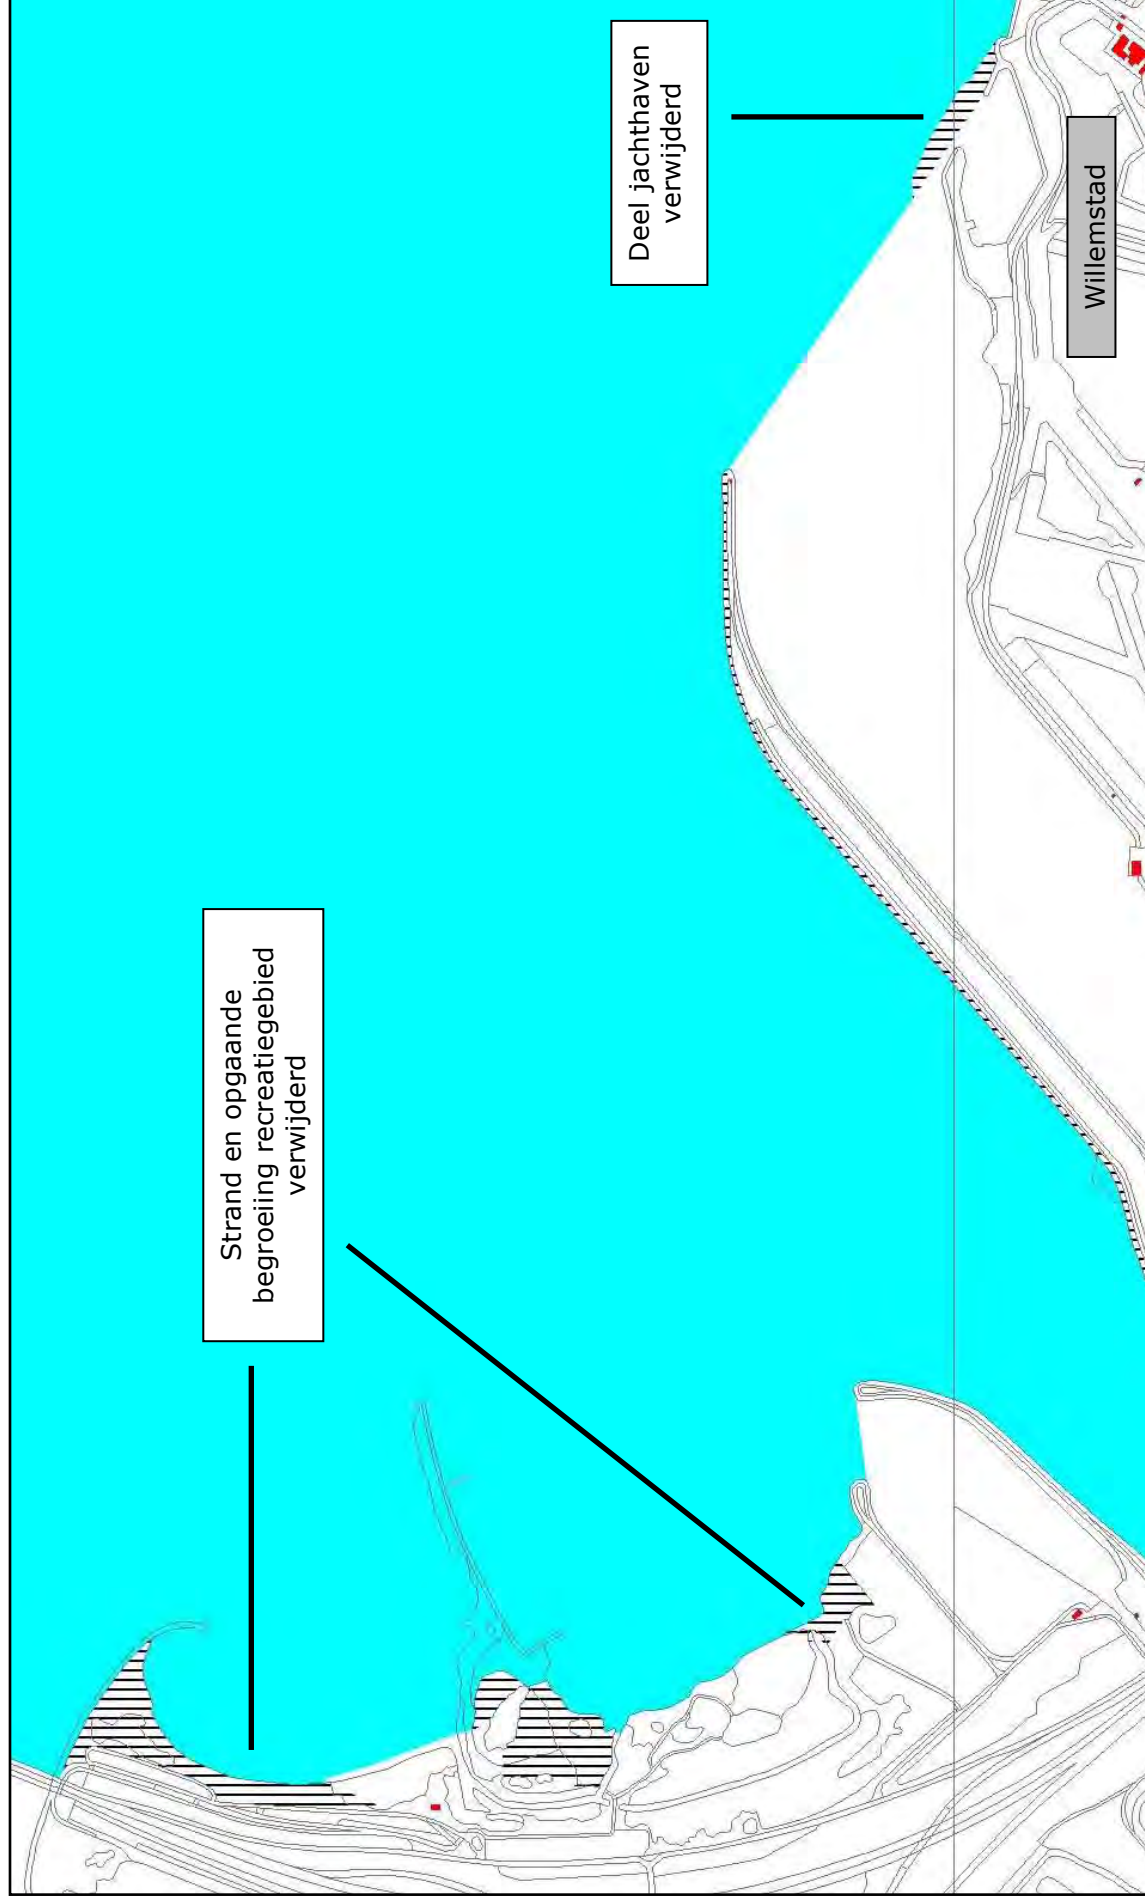 Strand en opgaande
begroeiing recreatiegebied
verwijderd
Deel jachthaven
verwijderd
Willemstad